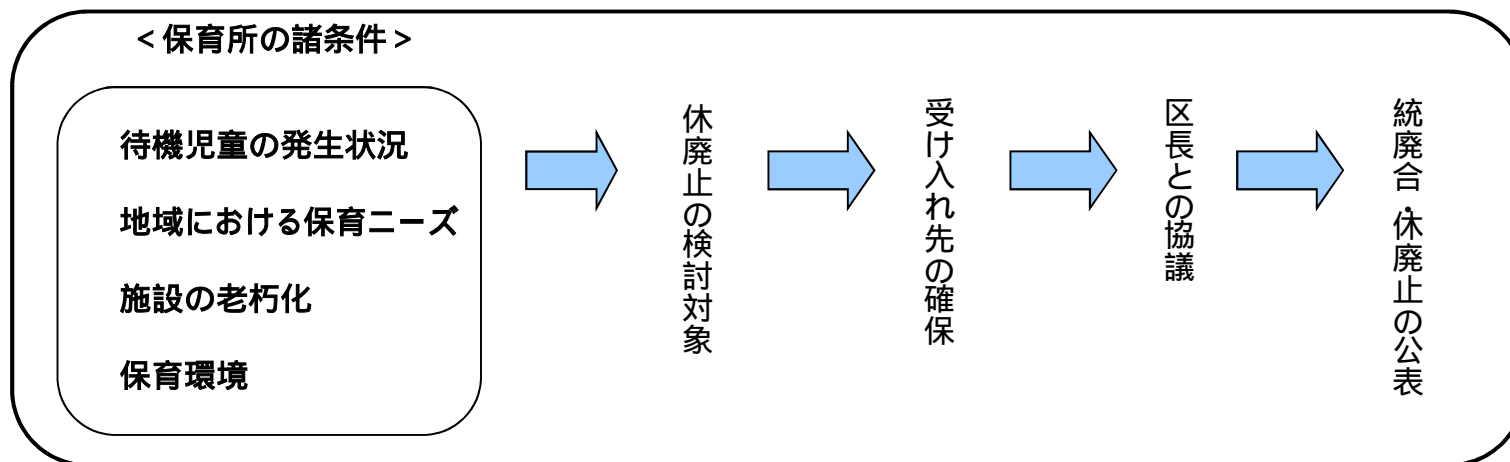 ＜保育所の諸条件＞
待機児童の発生状況
地域における保育ニーズ
施設の老朽化
保育環境
休廃止の検討対象
受け入れ先の確保
区長との協議
統廃合・休廃止の公表